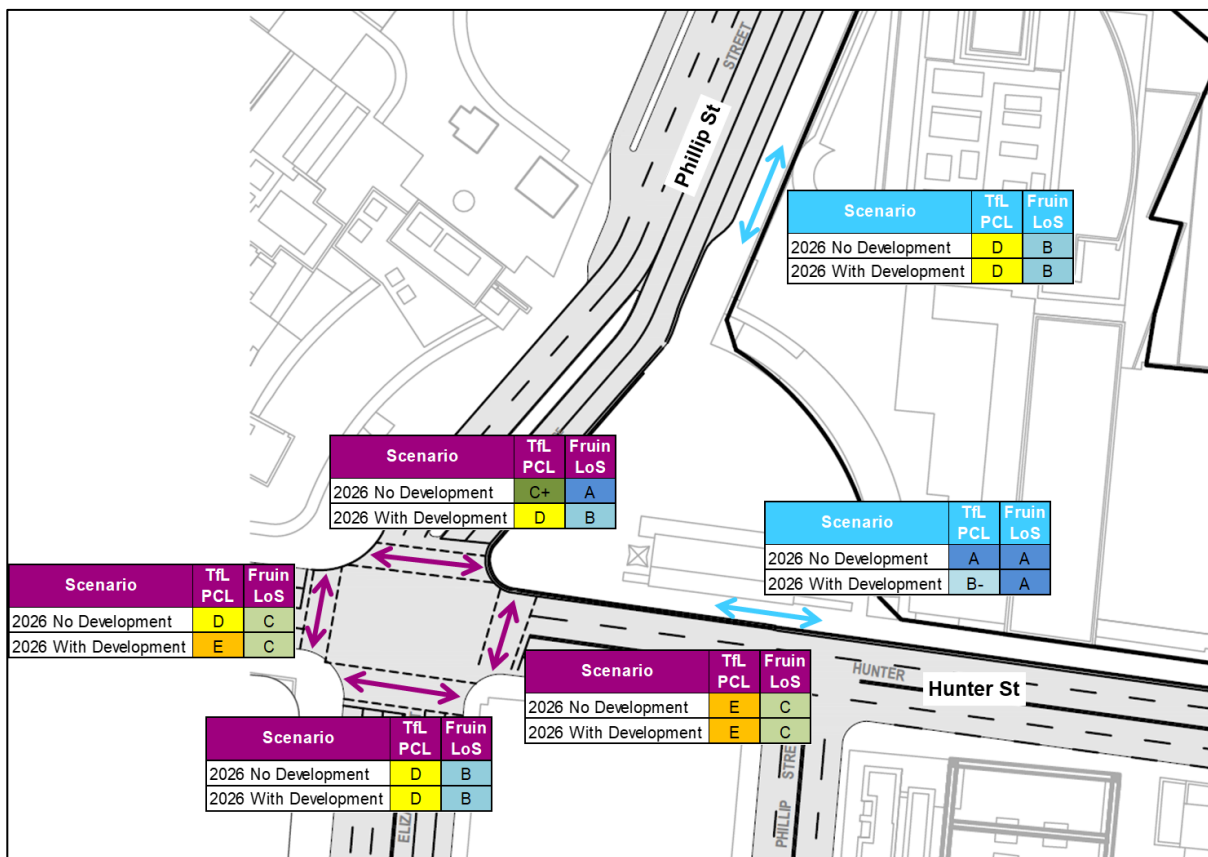 STREET
Phillip St
Scenario TfL PCL Fruin LoS
2026 No Development D B
2026 With Development D B
Scenario TfL PCL Fruin LoS
2026 No Development C+ A
2026 With Development D B
Scenario TfL PCL Fruin LoS
2026 No Development A A
2026 With Development B- A
Scenario TfL PCL Fruin LoS
2026 No Development D C
2026 With Development E C
Scenario TfL PCL Fruin LoS
2026 No Development E C
2026 With Development E C
HUNTER
Hunter St
Scenario TfL PCL Fruin LoS
2026 No Development D B
2026 With Development D B
PHILLIP STRE